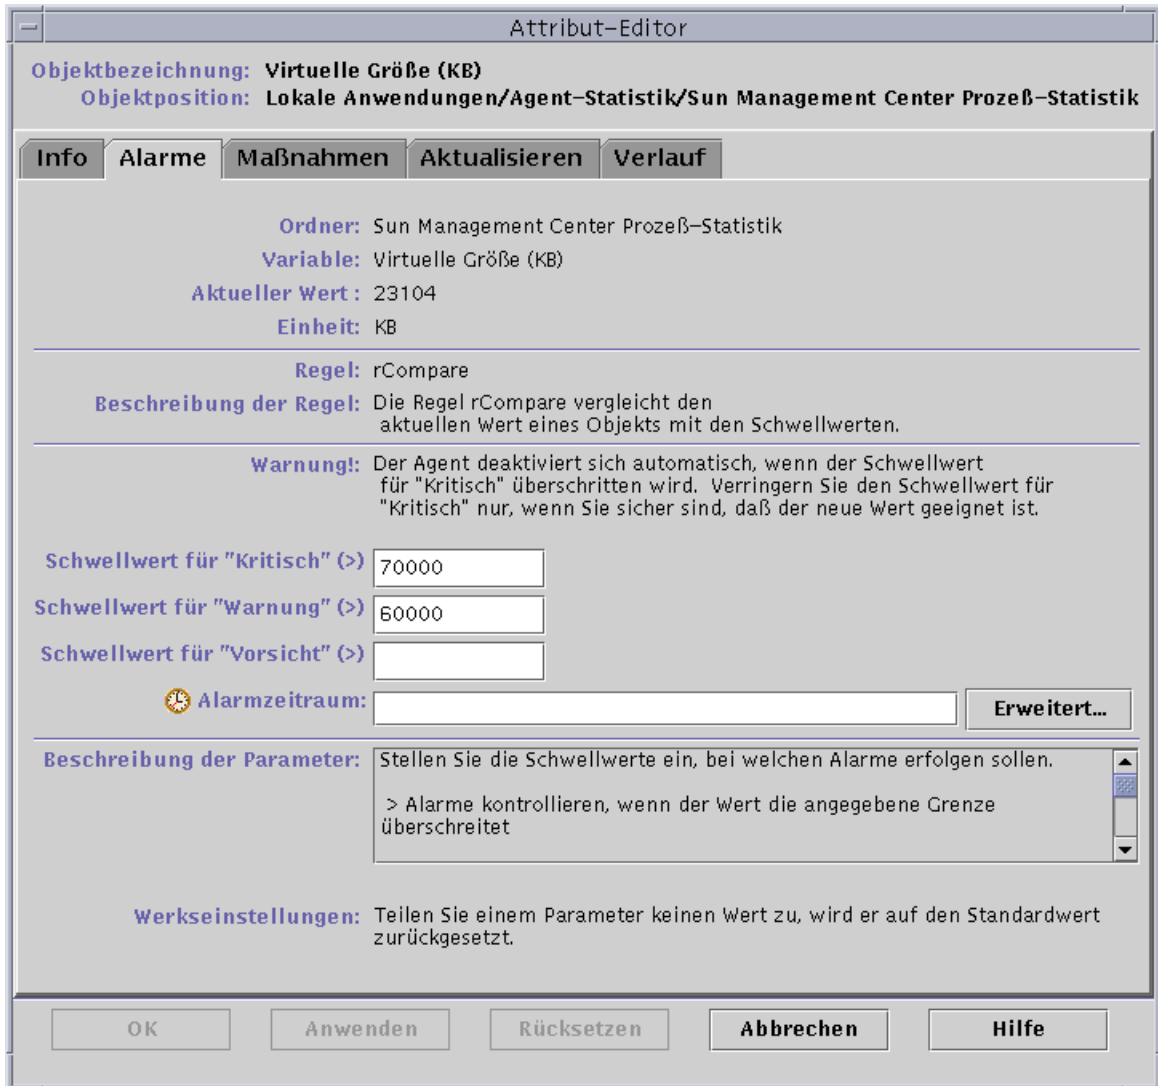 Attribut-Editor
Objektbezeichnung: Virtuelle Größe (KB)
Objektposition: Lokale Anwendungen/Agent-Statistik/Sun Management Center Prozeß-Statistik
Info Alarme Maßnahmen Aktualisieren Verlauf
Ordner: Sun Management Center Prozeß-Statistik
Variable: Virtuelle Größe (KB)
Aktueller Wert : 23104
Einheit: KB
Regel: rCompare
Beschreibung der Regel: Die Regel rCompare vergleicht den
aktuellen Wert eines Objekts mit den Schwellwerten.
Warnung!: Der Agent deaktiviert sich automatisch, wenn der Schwellwert
für "Kritisch" überschritten wird. Verringern Sie den Schwellwert für
"Kritisch" nur, wenn Sie sicher sind, daß der neue Wert geeignet ist.
Schwellwert für "Kritisch" (>) 70000
Schwellwert für "Warnung" (>) 60000
Schwellwert für "Vorsicht" (>)
Alarmzeitraum: Erweitert...
Beschreibung der Parameter: Stellen Sie die Schwellwerte ein, bei welchen Alarme erfolgen sollen.
> Alarme kontrollieren, wenn der Wert die angegebene Grenze
überschreitet
Werkseinstellungen: Teilen Sie einem Parameter keinen Wert zu, wird er auf den Standardwert
zurückgesetzt.
OK Anwenden Rücksetzen Abbrechen Hilfe